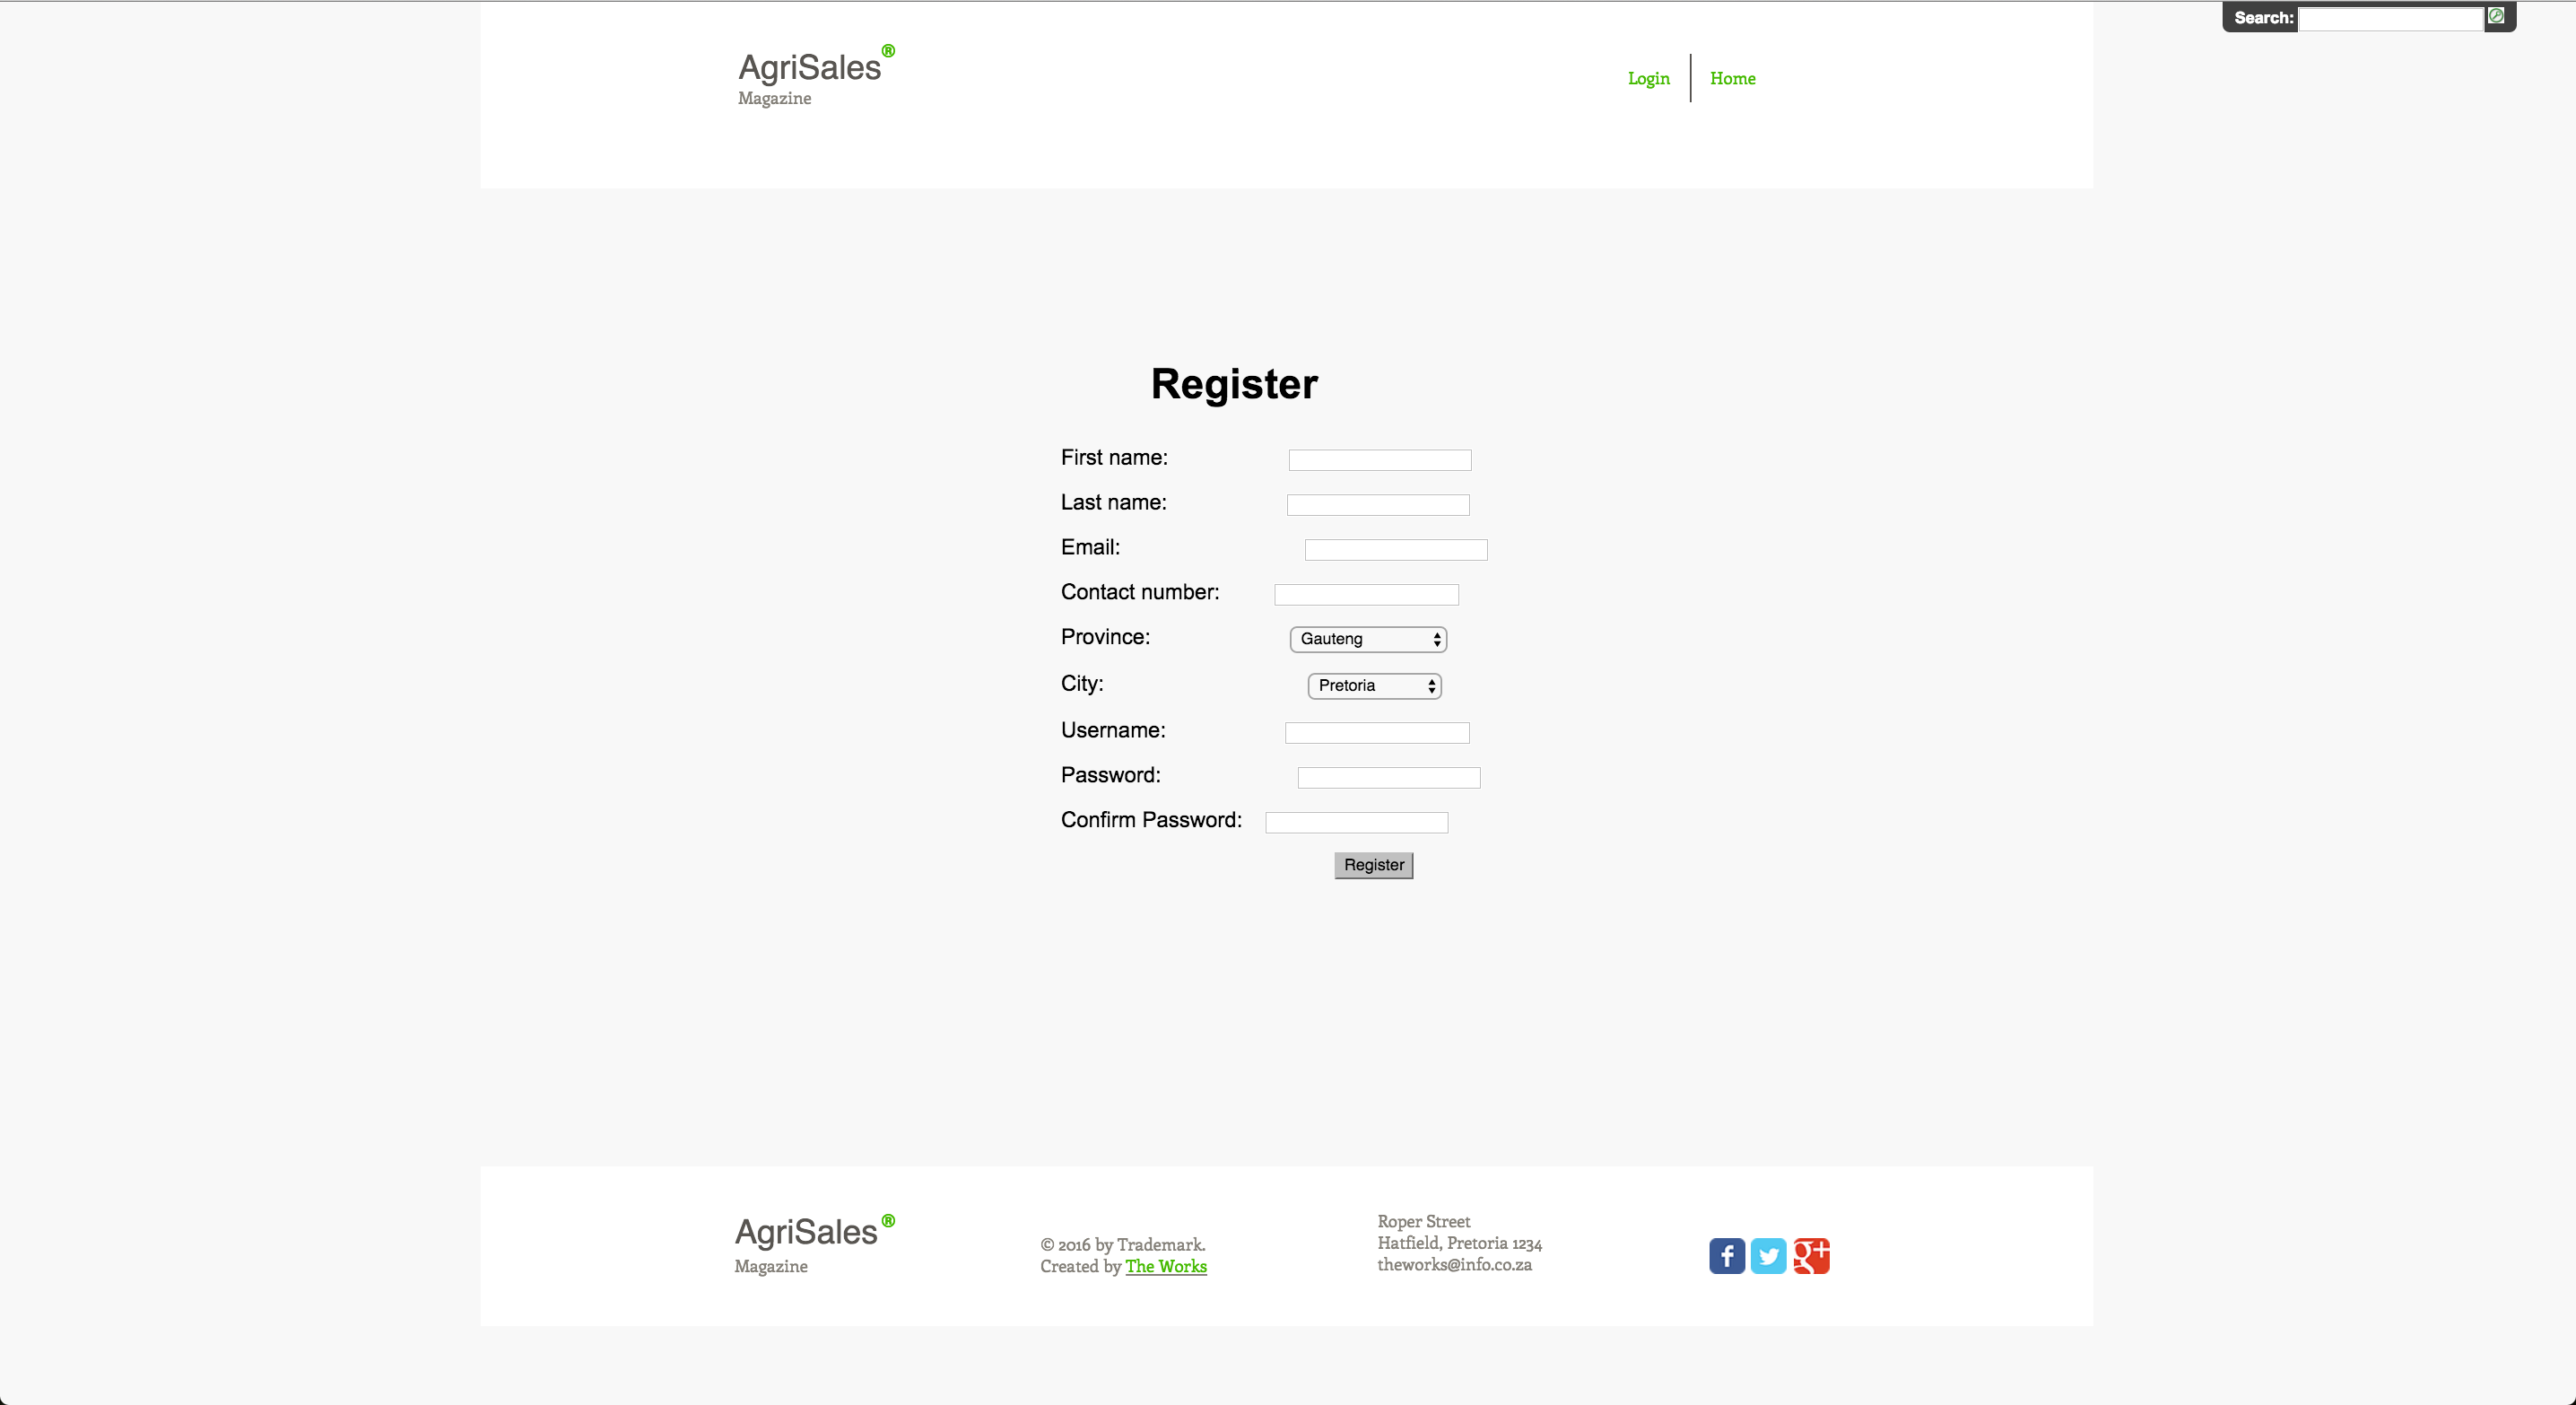 Search:
AgriSales®
Magazine
Login
Home
Register
First name:
Last name:
Email:
Contact number:
Province: Gauteng
City: Pretoria
Username:
Password:
Confirm Password:
Register
AgriSales®
Magazine
© 2016 by Trademark.
Created by The Works
Roper Street
Hatfield, Pretoria 1234
theworks@info.co.za
f
g+